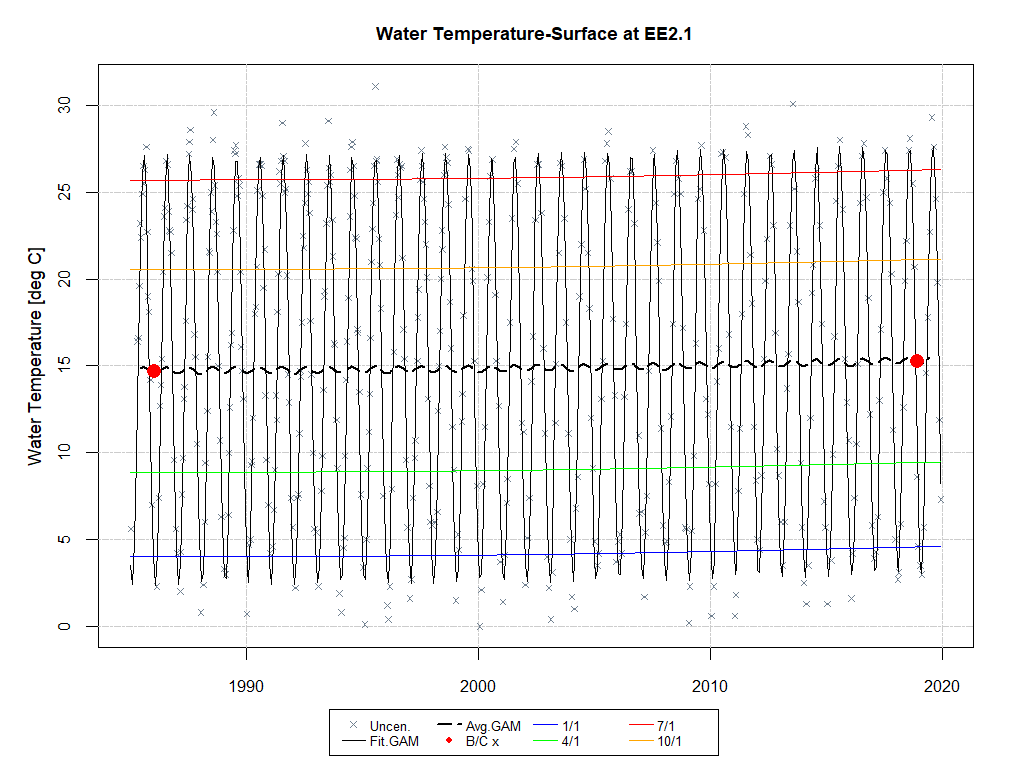 Water Temperature-Surface at EE2.1
Water Temperature [deg C]
30
25
20
15
10
5
0
1990 2000 2010 2020
Uncen. Avg.GAM 1/1 7/1
Fit.GAM B/C x 4/1 10/1